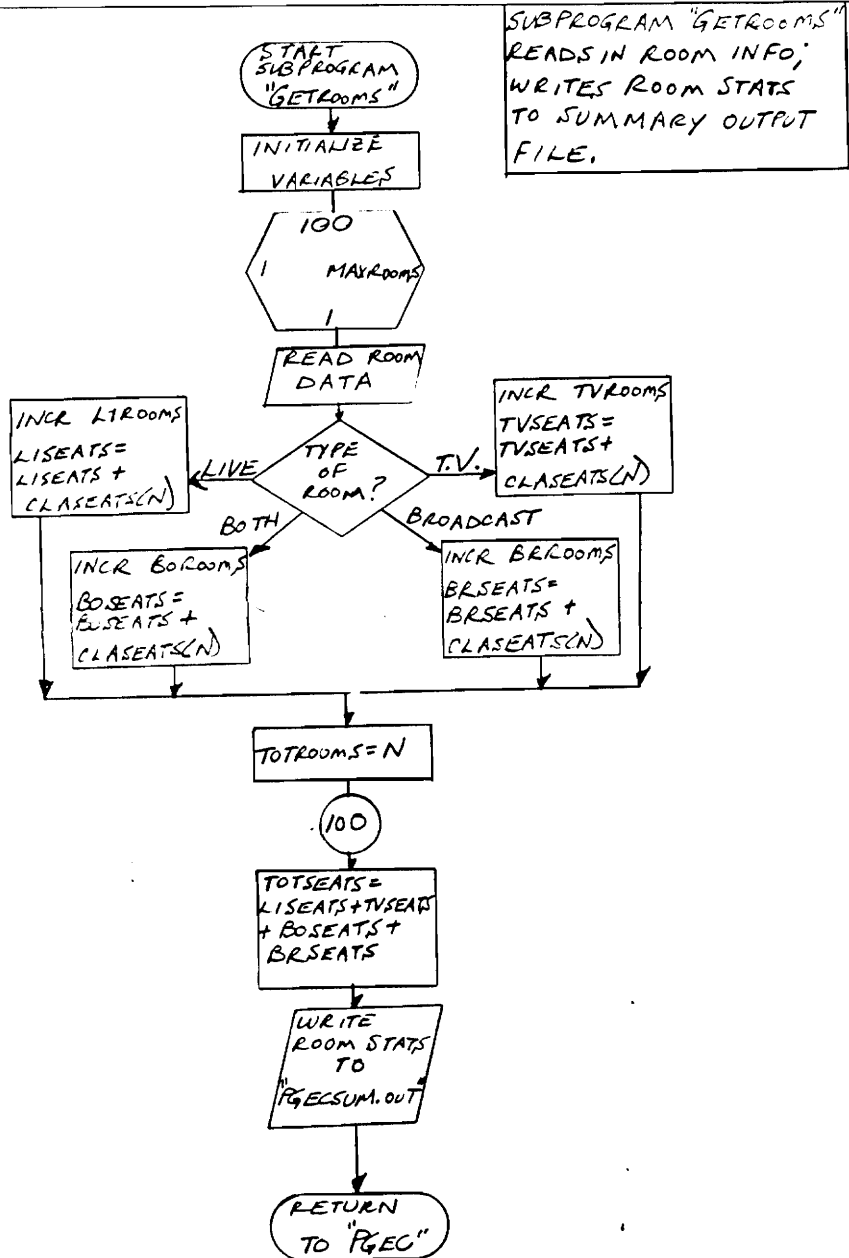 SUBPROGRAM "GETROOMS"
READS IN ROOM INFO;
WRITES ROOM STATS
TO SUMMARY OUTPUT
FILE.
START
SUBPROGRAM
"GETROOMS"
INITIALIZE
VARIABLES
100
1 MAXROOMS
1
READ ROOM
DATA
TYPE
OF
ROOM?
LIVE
T.V.
BOTH
BROADCAST
INCR LIROOMS
LISEATS=
LISEATS +
CLASEATS(N)
INCR TVROOMS
TVSEATS=
TVSEATS+
CLASEATS(N)
INCR BOROOMS
BOSEATS=
BOSEATS +
CLASEATS(N)
INCR BRROOMS
BRSEATS=
BRSEATS +
CLASEATS(N)
TOTROOMS=N
100
TOTSEATS=
LISEATS+TVSEATS
+ BOSEATS+
BRSEATS
WRITE
ROOM STATS
TO
"PGECSUM.OUT"
RETURN
TO "PGEC"